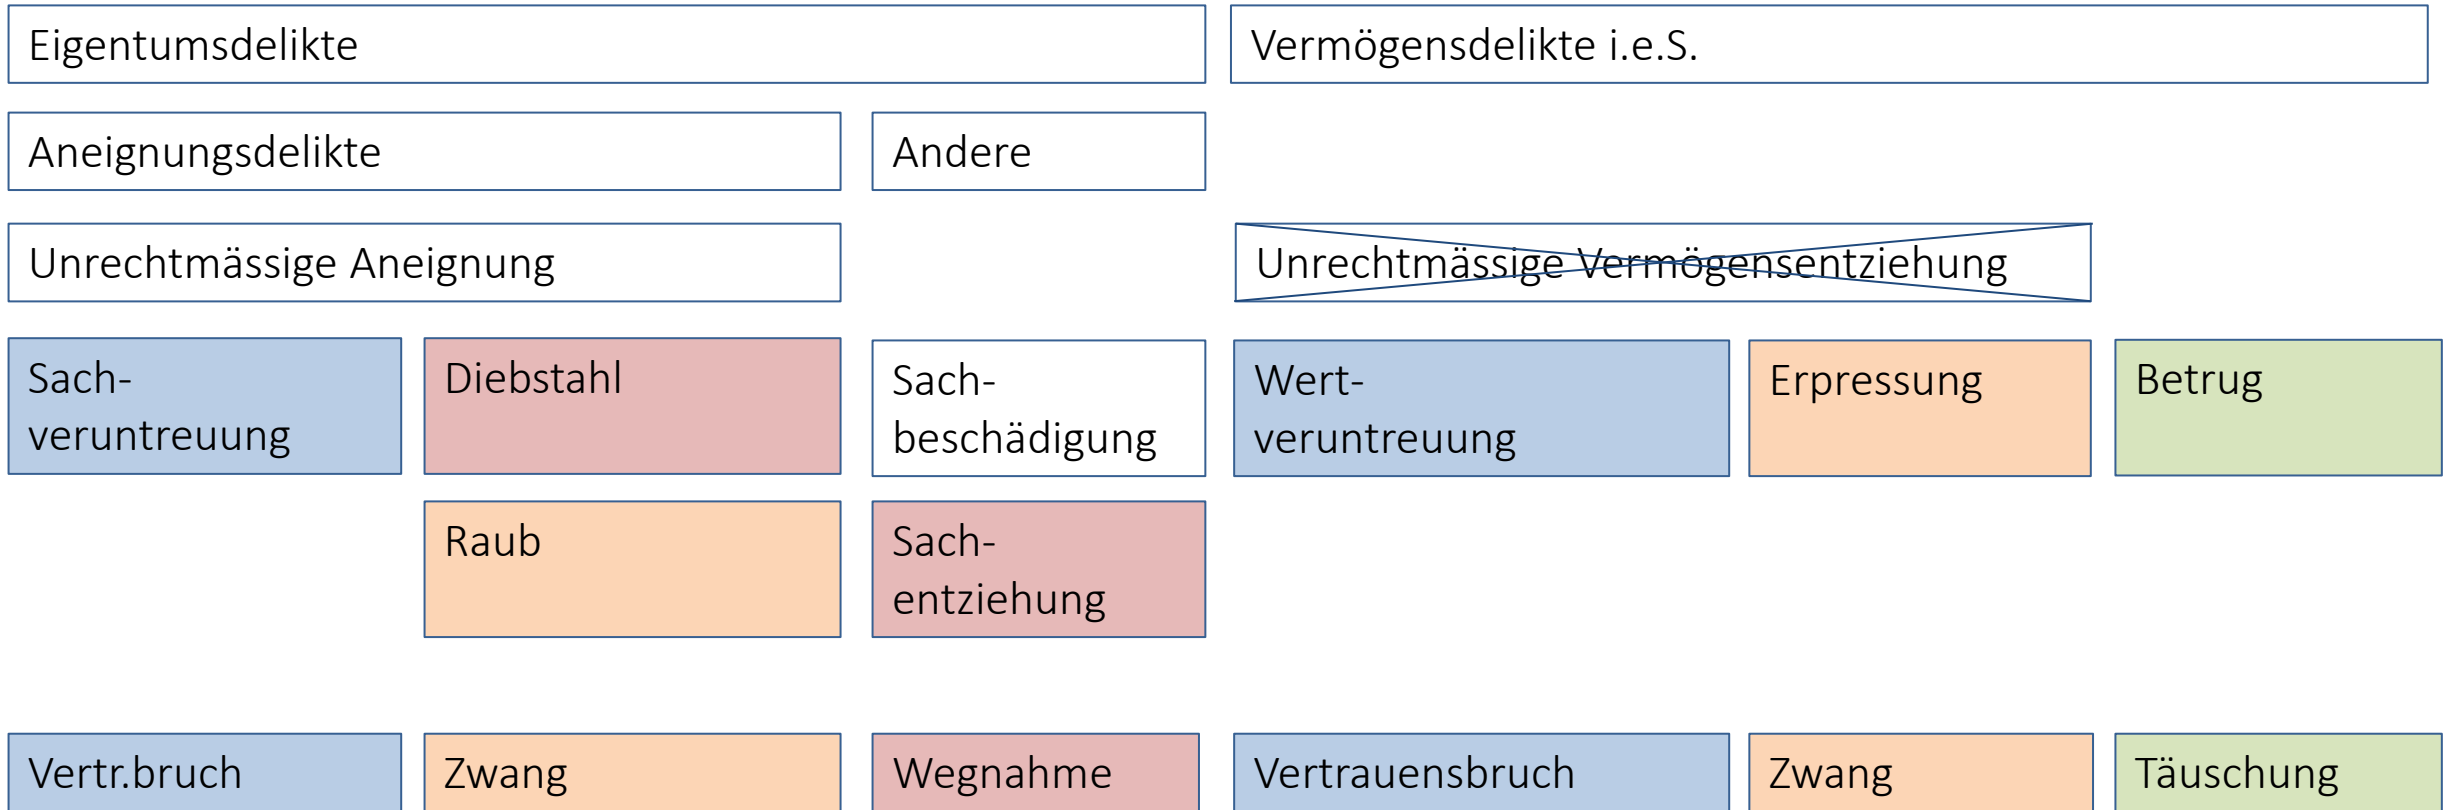 Eigentumsdelikte
Vermögensdelikte i.e.S.
Aneignungsdelikte
Andere
Unrechtmässige Aneignung
Unrechtmässige Vermögensentziehung
Sach-
veruntreuung
Diebstahl
Sach-
beschädigung
Wert-
veruntreuung
Erpressung
Betrug
Raub
Sach-
entziehung
Vertr.bruch
Zwang
Wegnahme
Vertrauensbruch
Zwang
Täuschung